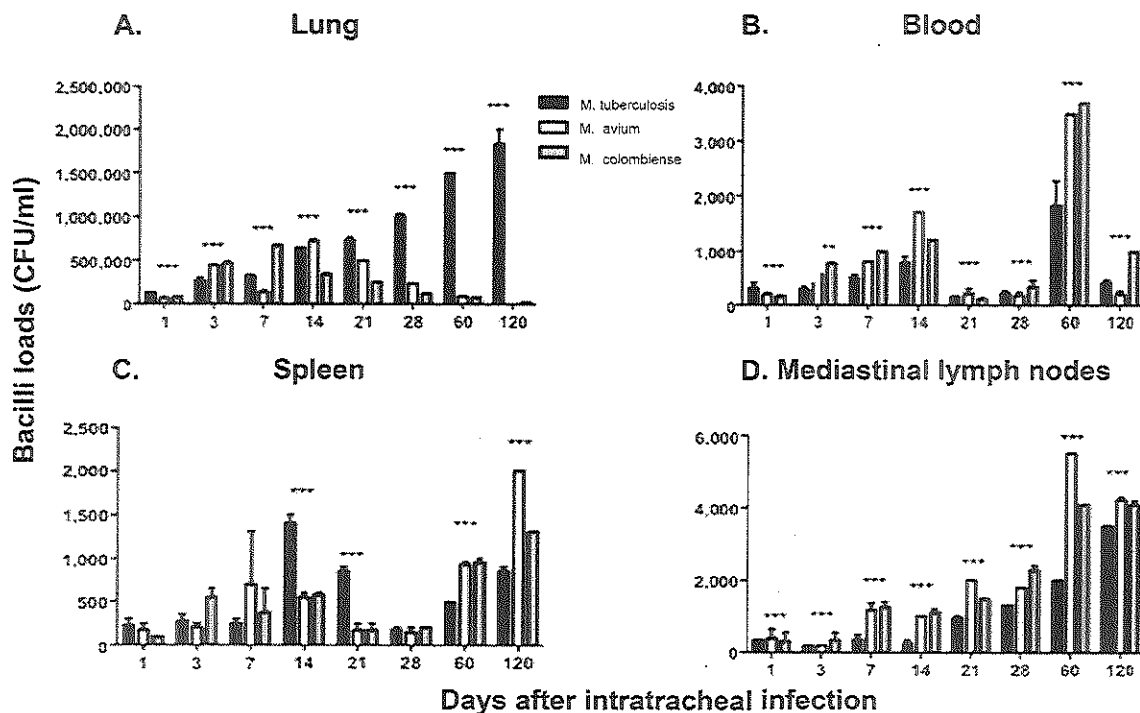 A. Lung
2,500,000
2,000,000
1,500,000
1,000,000
500,000
0
*** *** *** *** *** *** *** ***
1 3 7 14 21 28 60 120
M. tuberculosis
M. avium
M. colombiense
B. Blood
4,000
3,000
2,000
1,000
0
*** ** *** *** *** *** *** ***
1 3 7 14 21 28 60 120
C. Spleen
2,500
2,000
1,500
1,000
500
0
*** *** *** ***
1 3 7 14 21 28 60 120
D. Mediastinal lymph nodes
6,000
4,000
2,000
0
*** *** *** *** *** *** *** ***
1 3 7 14 21 28 60 120
Bacilli loads (CFU/ml)
Days after intratracheal infection